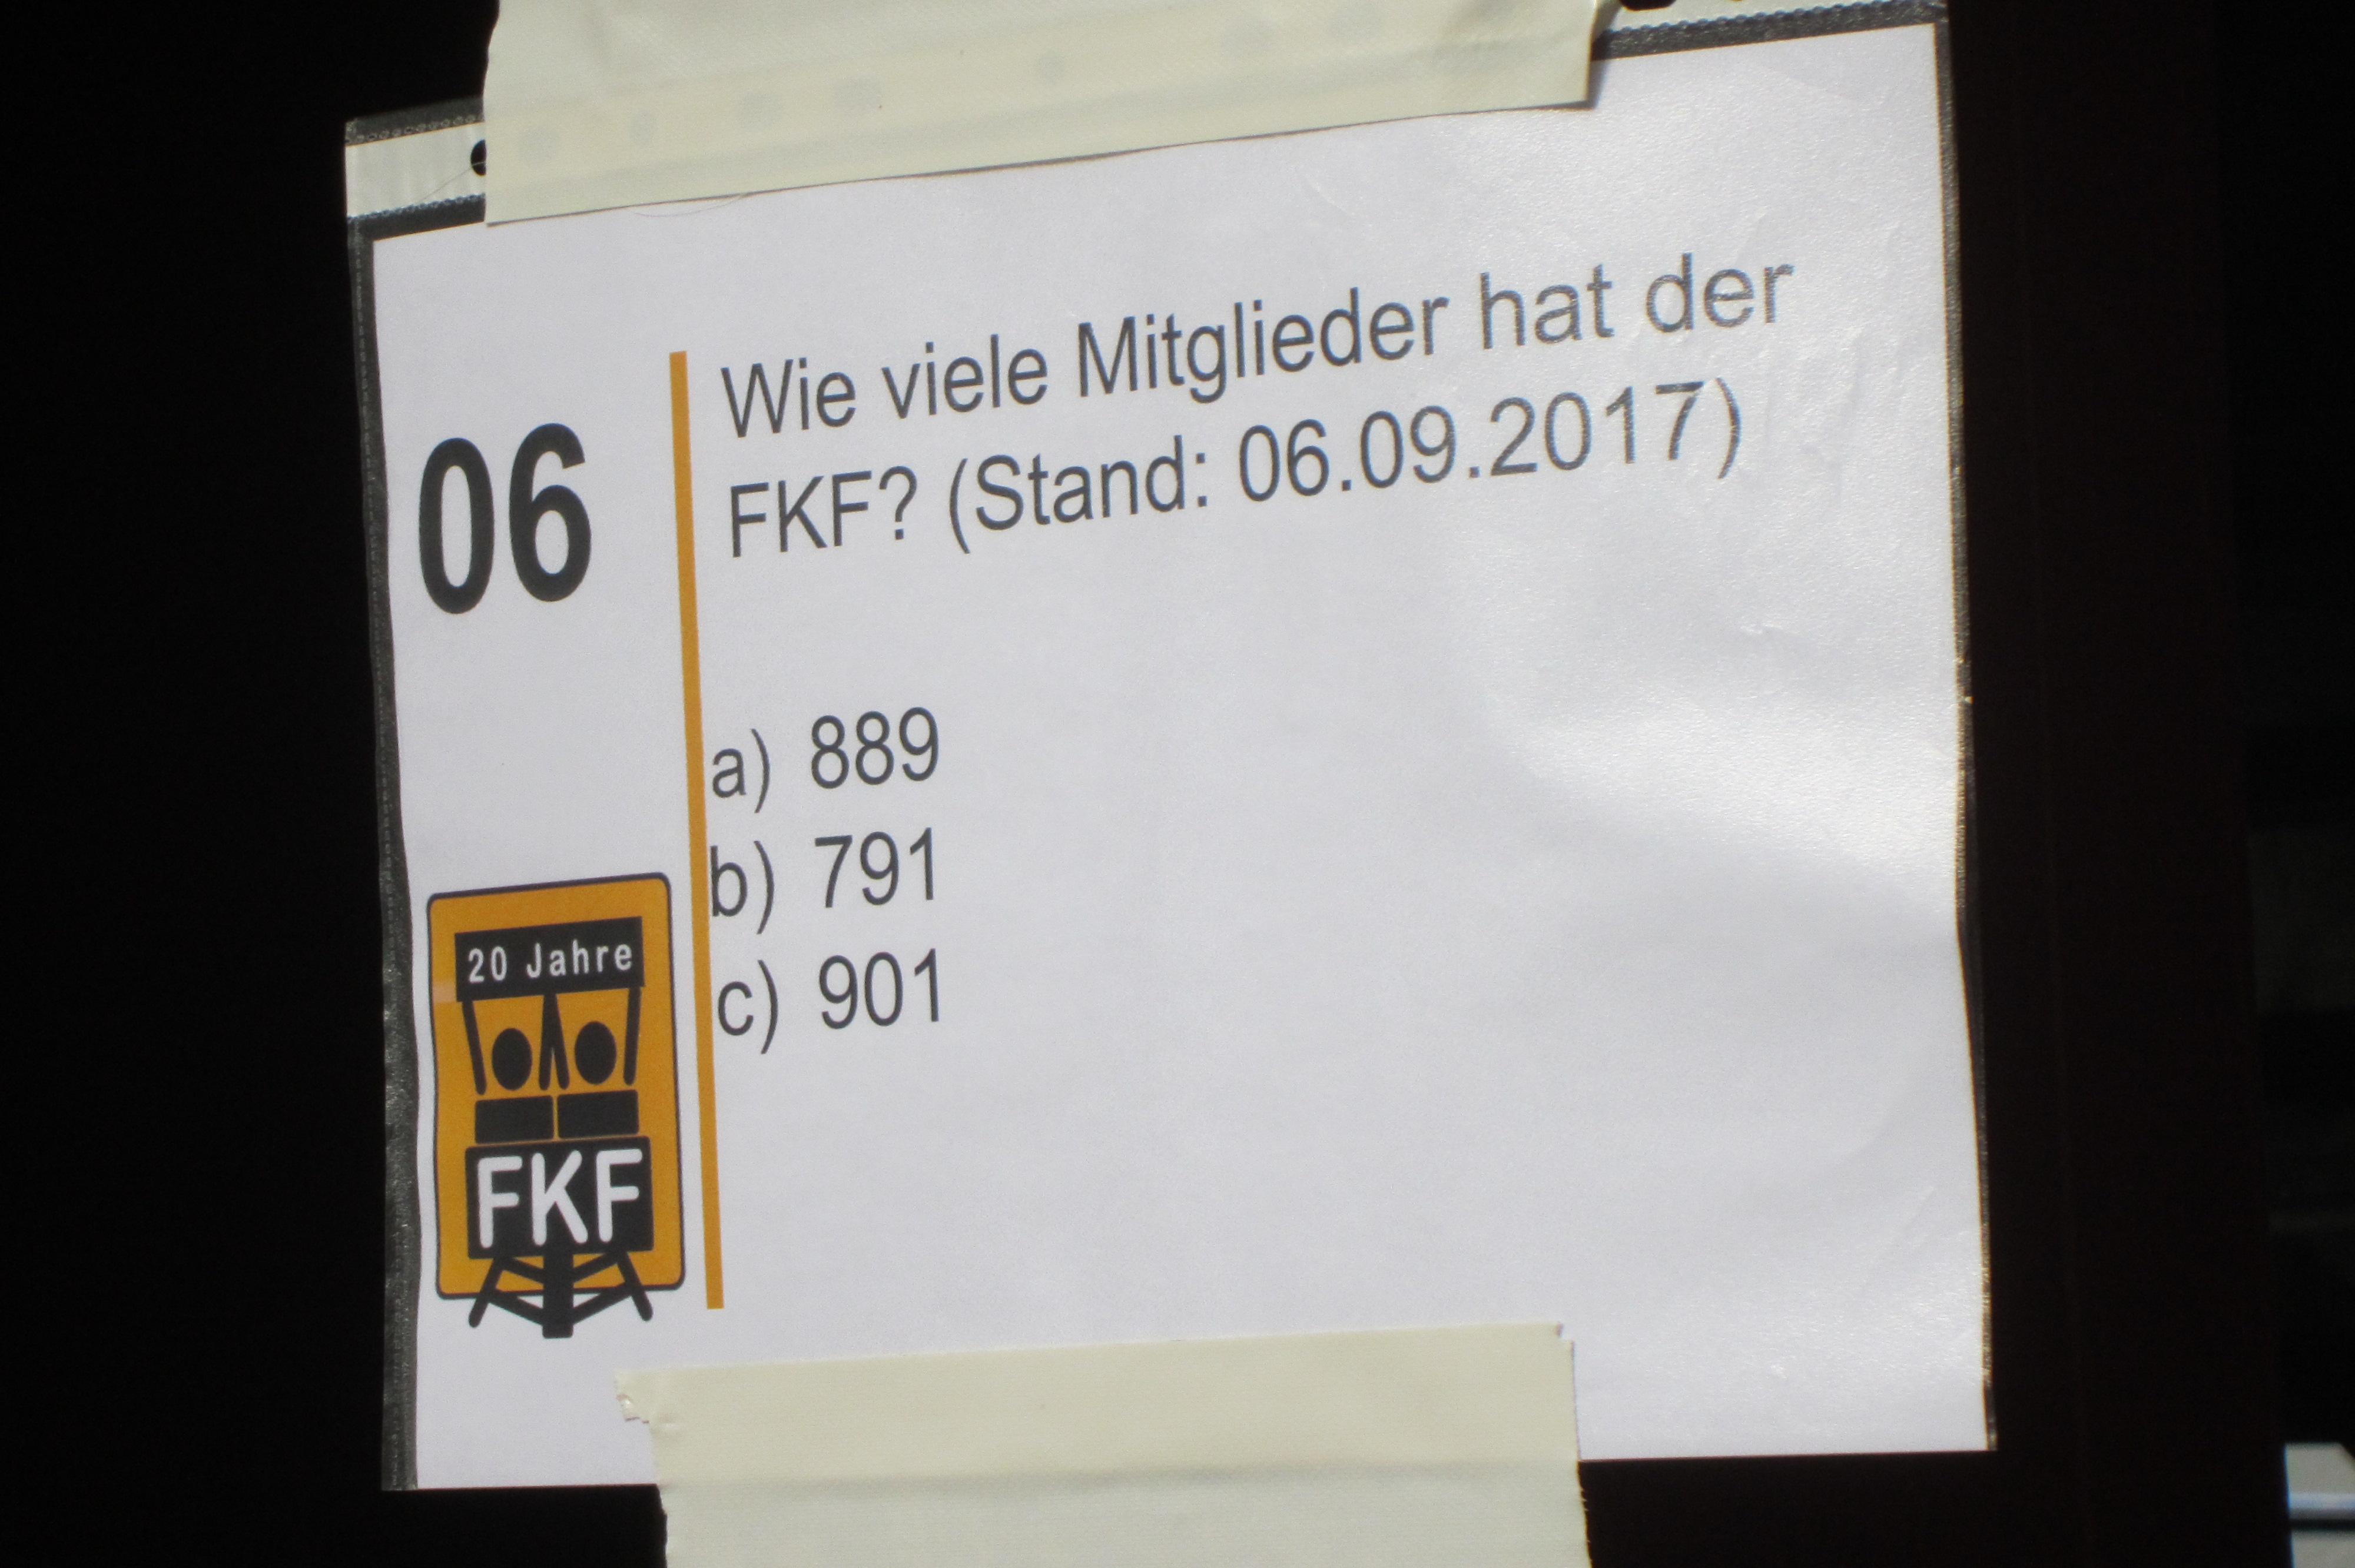 06
Wie viele Mitglieder hat der
FKF? (Stand: 06.09.2017)
a) 889
b) 791
c) 901
20 Jahre
FKF